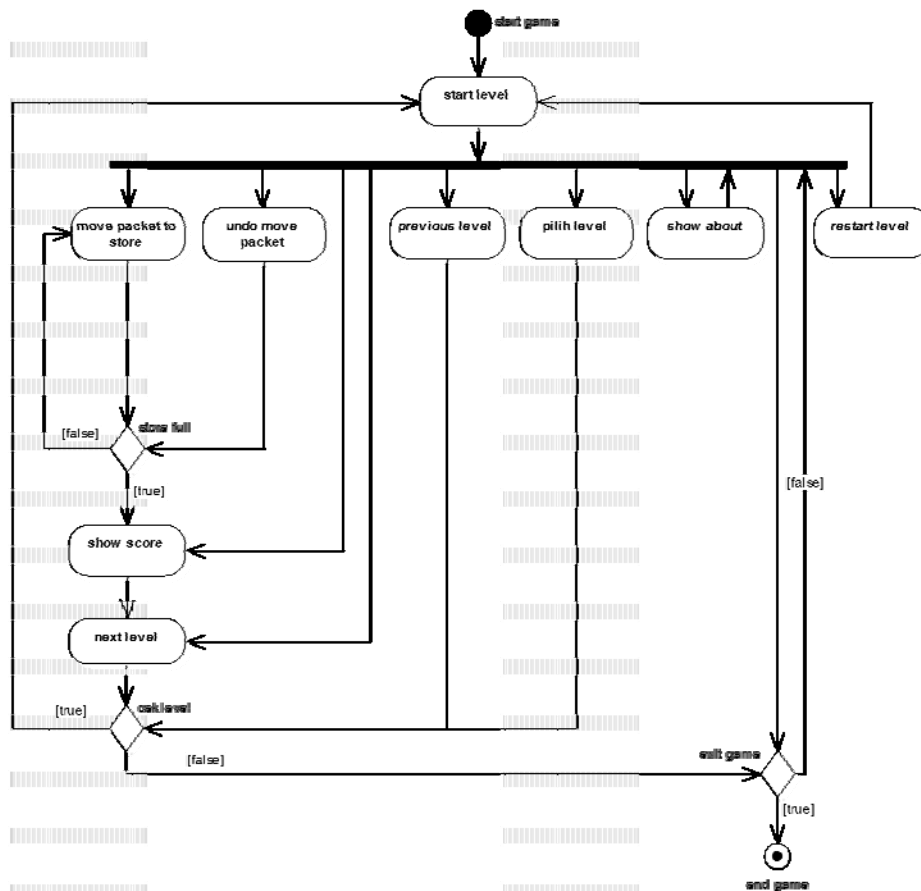 start game
start level
move packet to
store
undo move
packet
previous level
pilih level
show about
restart level
[false]
store full
[true]
[false]
show score
next level
[true]
cek level
[false]
exit game
[true]
end game